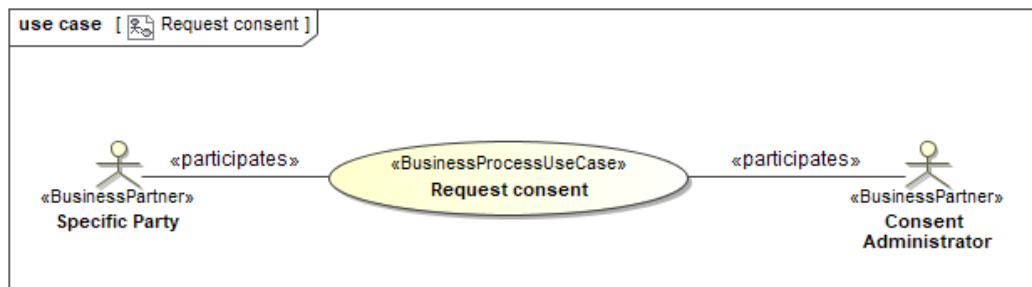 use case [ Request consent ]
«participates»
«BusinessProcessUseCase»
«participates»
Request consent
«BusinessPartner»
Specific Party
«BusinessPartner»
Consent
Administrator